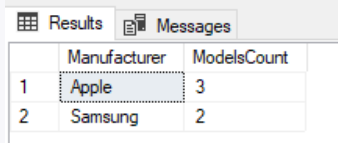 Results Messages
Manufacturer ModelsCount
1 Apple 3
2 Samsung 2